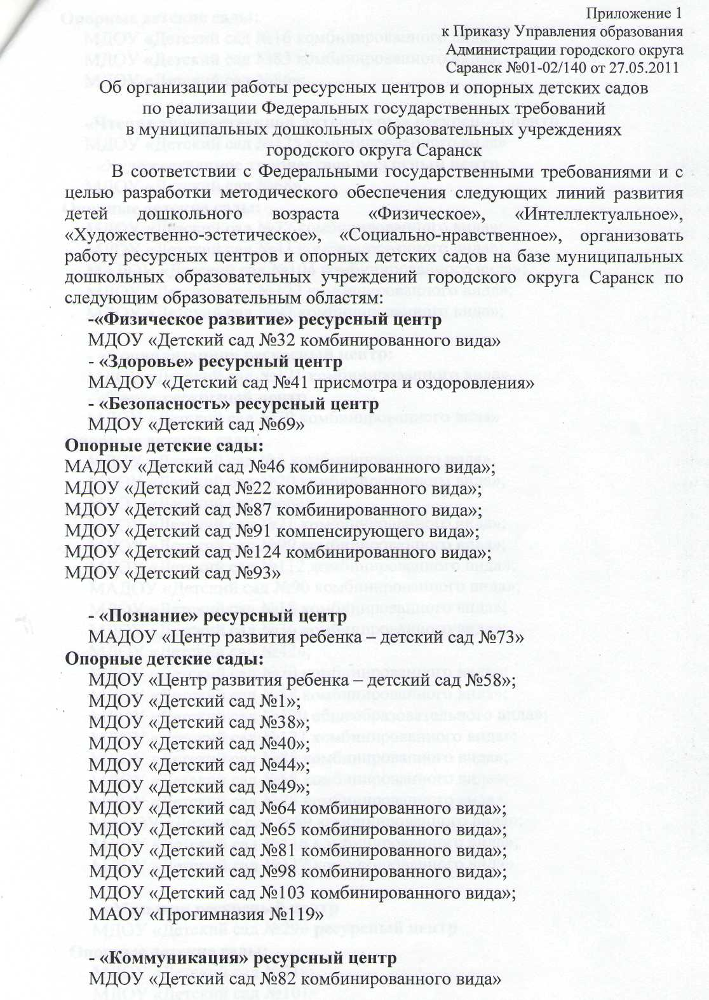 Приложение 1
к Приказу Управления образования
Администрации городского округа
Саранск №01-02/140 от 27.05.2011
Об организации работы ресурсных центров и опорных детских садов
по реализации Федеральных государственных требований
в муниципальных дошкольных образовательных учреждениях
городского округа Саранск
В соответствии с Федеральными государственными требованиями и с
целью разработки методического обеспечения следующих линий развития
детей дошкольного возраста «Физическое», «Интеллектуальное»,
«Художественно-эстетическое», «Социально-нравственное», организовать
работу ресурсных центров и опорных детских садов на базе муниципальных
дошкольных образовательных учреждений городского округа Саранск по
следующим образовательным областям:
-«Физическое развитие» ресурсный центр
МДОУ «Детский сад №32 комбинированного вида»
- «Здоровье» ресурсный центр
МАДОУ «Детский сад №41 присмотра и оздоровления»
- «Безопасность» ресурсный центр
МДОУ «Детский сад №69»
Опорные детские сады:
МАДОУ «Детский сад №46 комбинированного вида»;
МДОУ «Детский сад №22 комбинированного вида»;
МДОУ «Детский сад №87 комбинированного вида»;
МДОУ «Детский сад №91 компенсирующего вида»;
МДОУ «Детский сад №124 комбинированного вида»;
МДОУ «Детский сад №93»
- «Познание» ресурсный центр
МАДОУ «Центр развития ребенка – детский сад №73»
Опорные детские сады:
МДОУ «Центр развития ребенка – детский сад №58»;
МДОУ «Детский сад №1»;
МДОУ «Детский сад №38»;
МДОУ «Детский сад №40»;
МДОУ «Детский сад №44»;
МДОУ «Детский сад №49»;
МДОУ «Детский сад №64 комбинированного вида»;
МДОУ «Детский сад №65 комбинированного вида»;
МДОУ «Детский сад №81 комбинированного вида»;
МДОУ «Детский сад №98 комбинированного вида»;
МДОУ «Детский сад №103 комбинированного вида»;
МАОУ «Прогимназия №119»
- «Коммуникация» ресурсный центр
МДОУ «Детский сад №82 комбинированного вида»